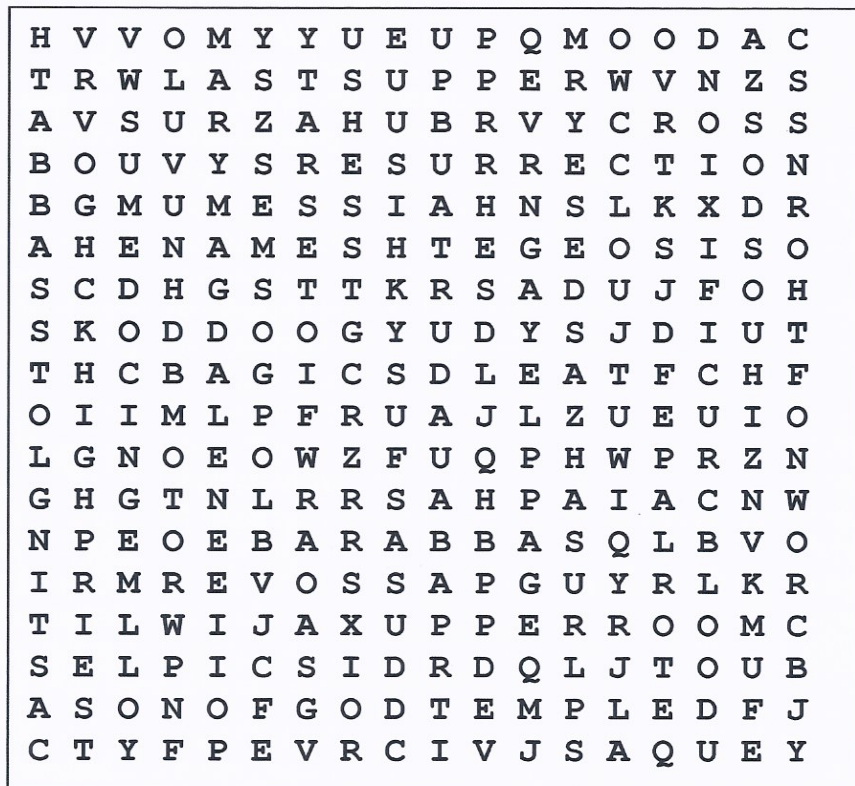 H V V O M Y Y U E U P Q M O O D A C
T R W L A S T S U P P E R W V N Z S
A V S U R Z A H U B R V Y C R O S S
B O U V Y S R E S U R R E C T I O N
B G M U M E S S I A H N S L K X D R
A H E N A M E S H T E G E O S I S O
S C D H G S T T K R S A D U J F O H
S K O D D O O G Y U D Y S J D I U T
T H C B A G I C S D L E A T F C H F
O I I M L P F R U A J L Z U E U I O
L G N O E O W Z F U Q P H W P R Z N
G H G T N L R R S A H P A I A C N W
N P E O E B A R A B B A S Q L B V O
I R M R E V O S S A P G U Y R L K R
T I L W I J A X U P P E R R O O M C
S E L P I C S I D R D Q L J T O U B
A S O N O F G O D T E M P L E D F J
C T Y F P E V R C I V J S A Q U E Y